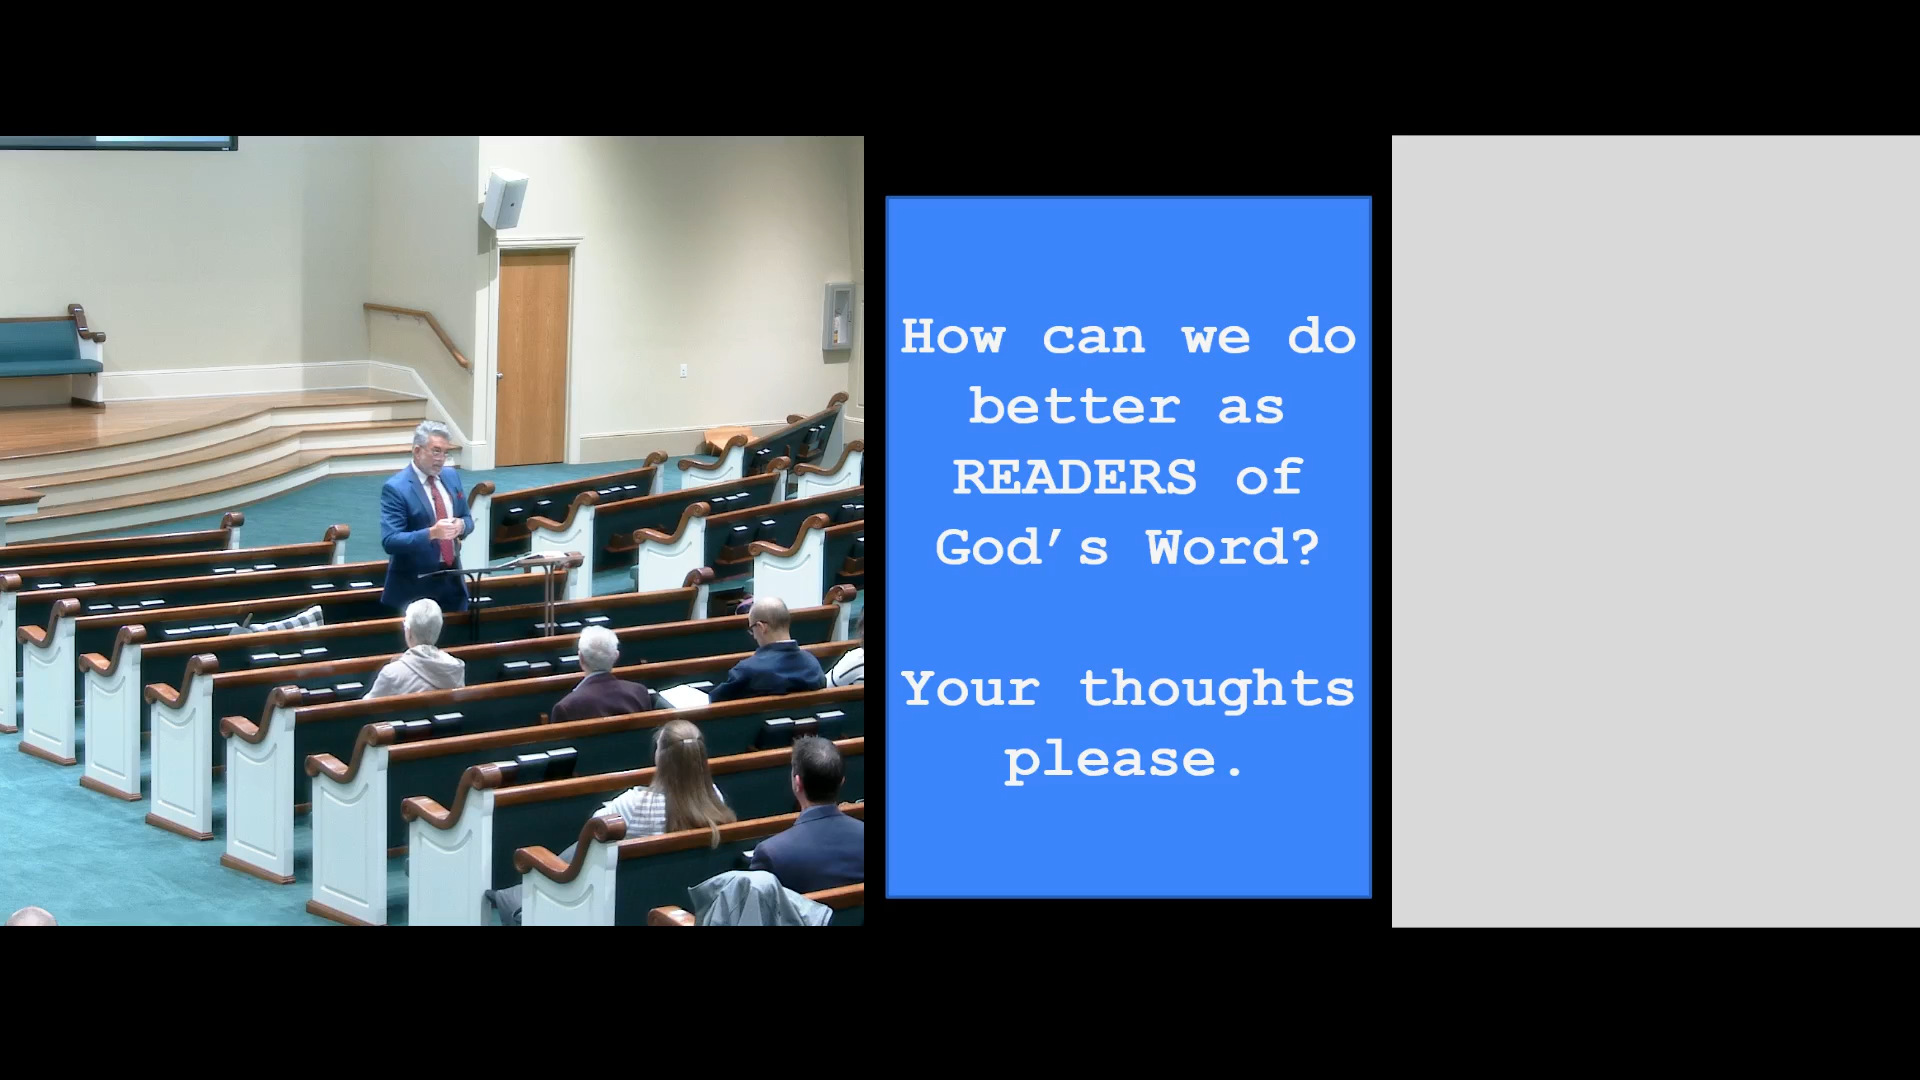 How can we do
better as
READERS of
God’s Word?
Your thoughts
please.